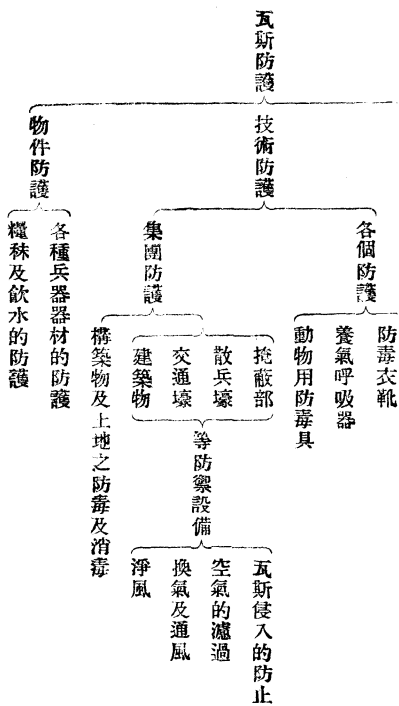 瓦斯防護
技術防護
各個防護
防毒衣靴
養氣呼吸器
動物用防毒具
集團防護
掩蔽部
散兵壕
交通壕
建築物
等防禦設備
瓦斯侵入的防止
空氣的濾過
換氣及通風
淨風
構築物及土地之防毒及消毒
物件防護
各種兵器器材的防護
糧秣及飲水的防護